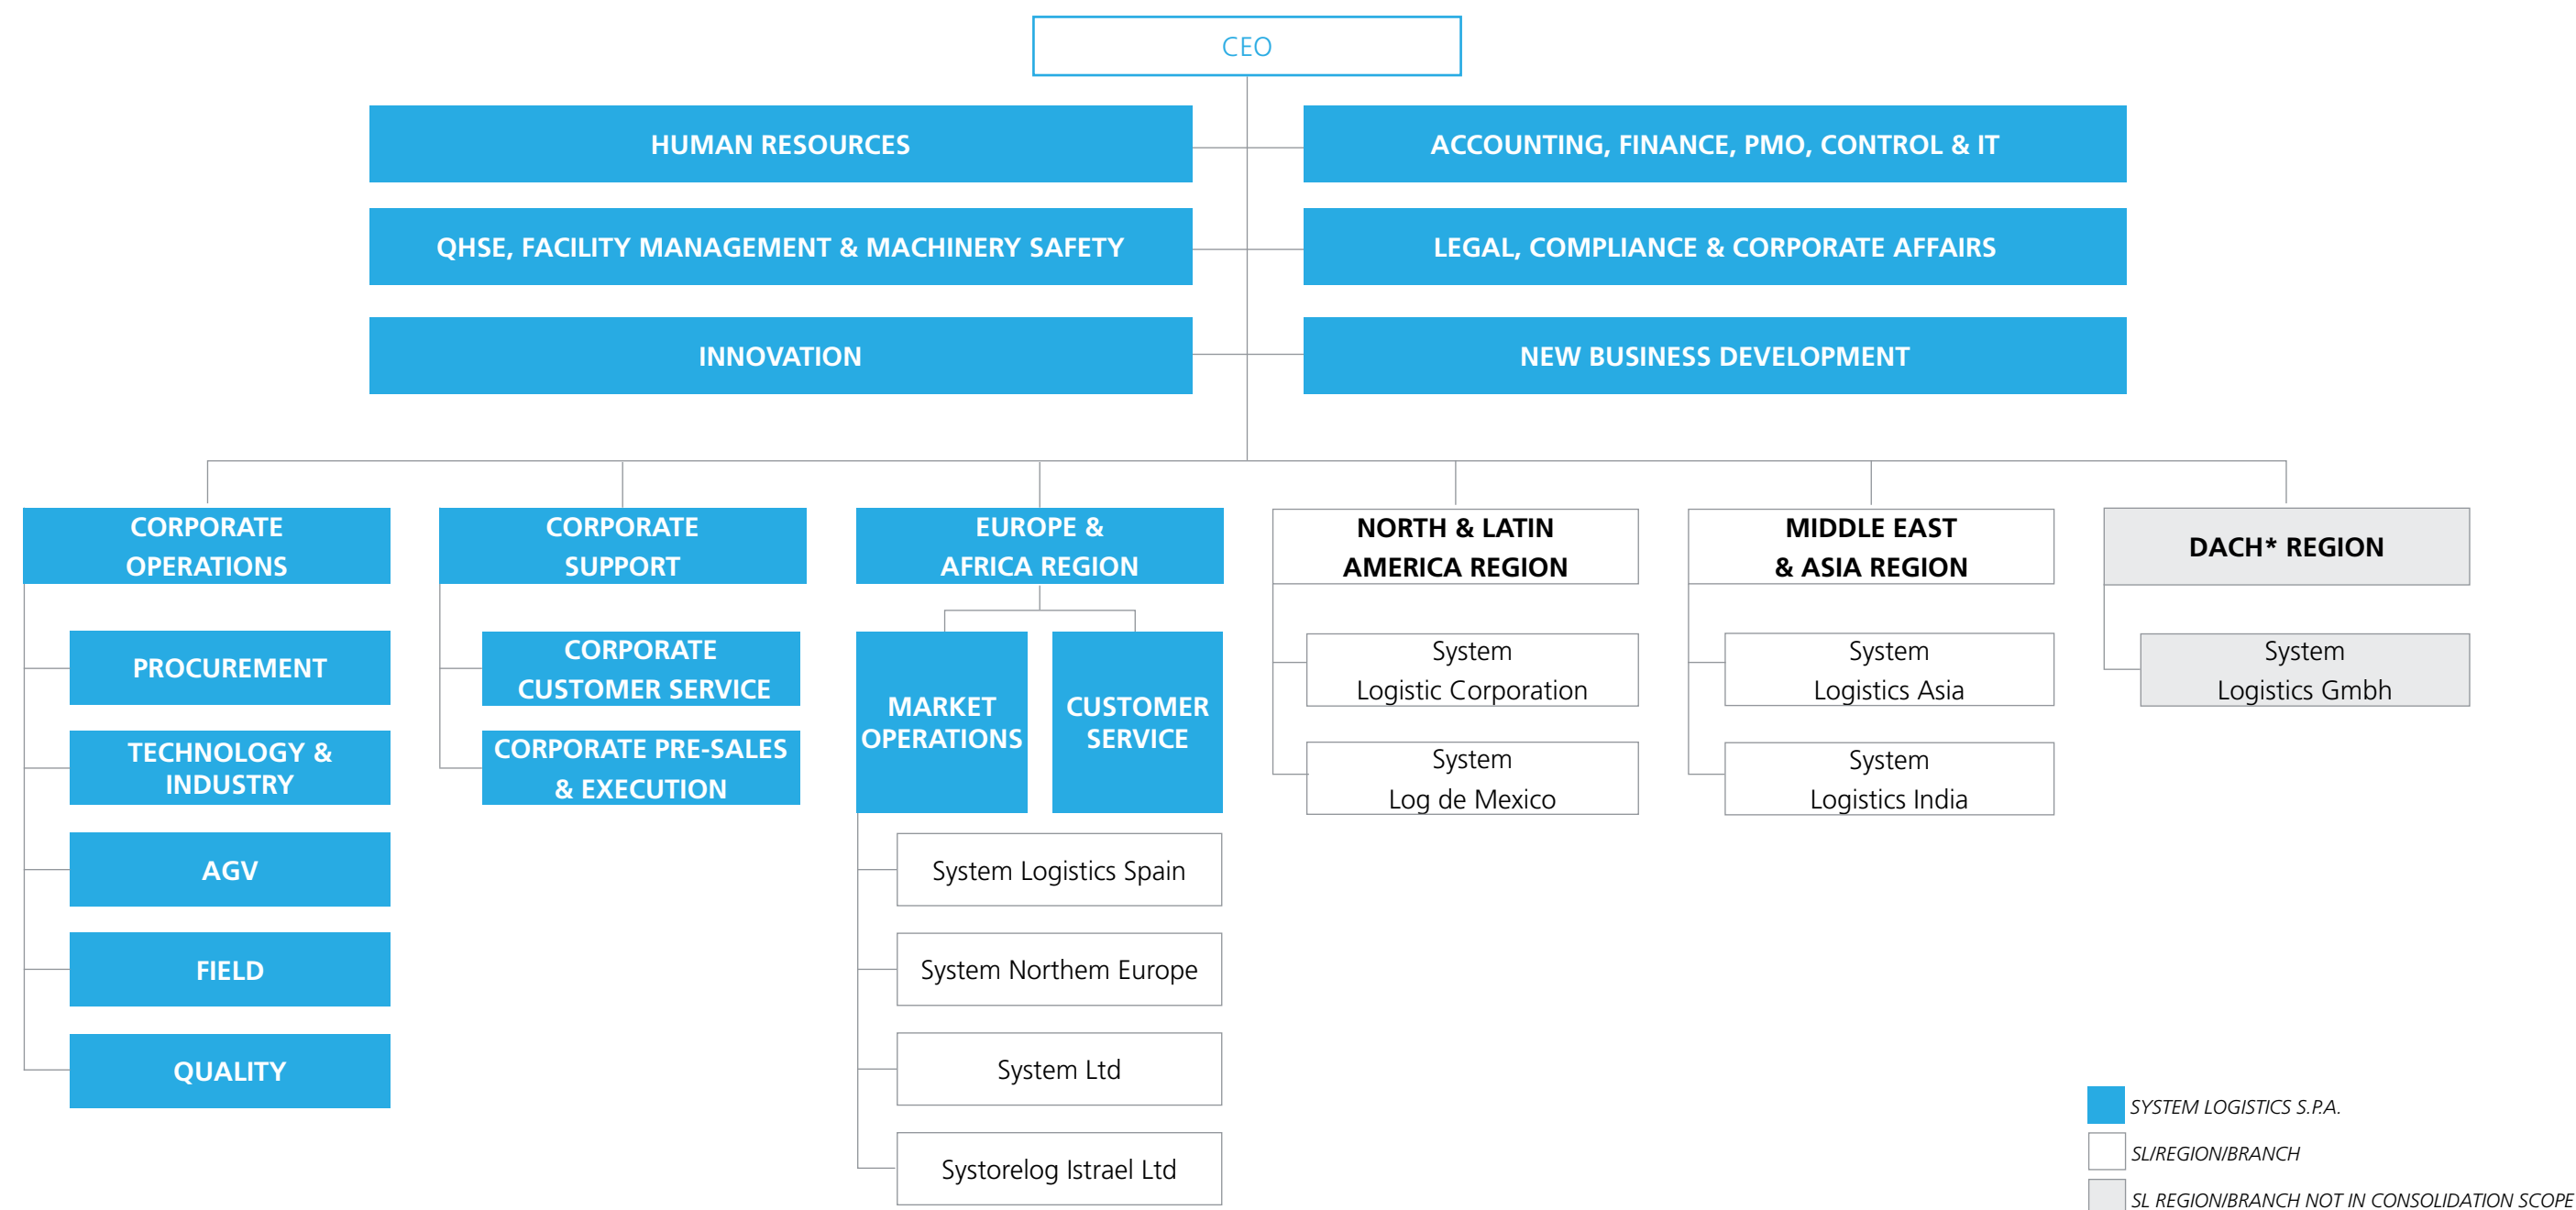 CEO
HUMAN RESOURCES
ACCOUNTING, FINANCE, PMO, CONTROL & IT
QHSE, FACILITY MANAGEMENT & MACHINERY SAFETY
LEGAL, COMPLIANCE & CORPORATE AFFAIRS
INNOVATION
NEW BUSINESS DEVELOPMENT
CORPORATE
OPERATIONS
PROCUREMENT
TECHNOLOGY &
INDUSTRY
AGV
FIELD
QUALITY
CORPORATE
SUPPORT
CORPORATE
CUSTOMER SERVICE
CORPORATE PRE-SALES
& EXECUTION
EUROPE &
AFRICA REGION
MARKET
OPERATIONS
CUSTOMER
SERVICE
System Logistics Spain
System Northem Europe
System Ltd
Systorelog Istrael Ltd
NORTH & LATIN
AMERICA REGION
System
Logistic Corporation
System
Log de Mexico
MIDDLE EAST
& ASIA REGION
System
Logistics Asia
System
Logistics India
DACH* REGION
System
Logistics Gmbh
SYSTEM LOGISTICS S.P.A.
SL/REGION/BRANCH
SL REGION/BRANCH NOT IN CONSOLIDATION SCOPE